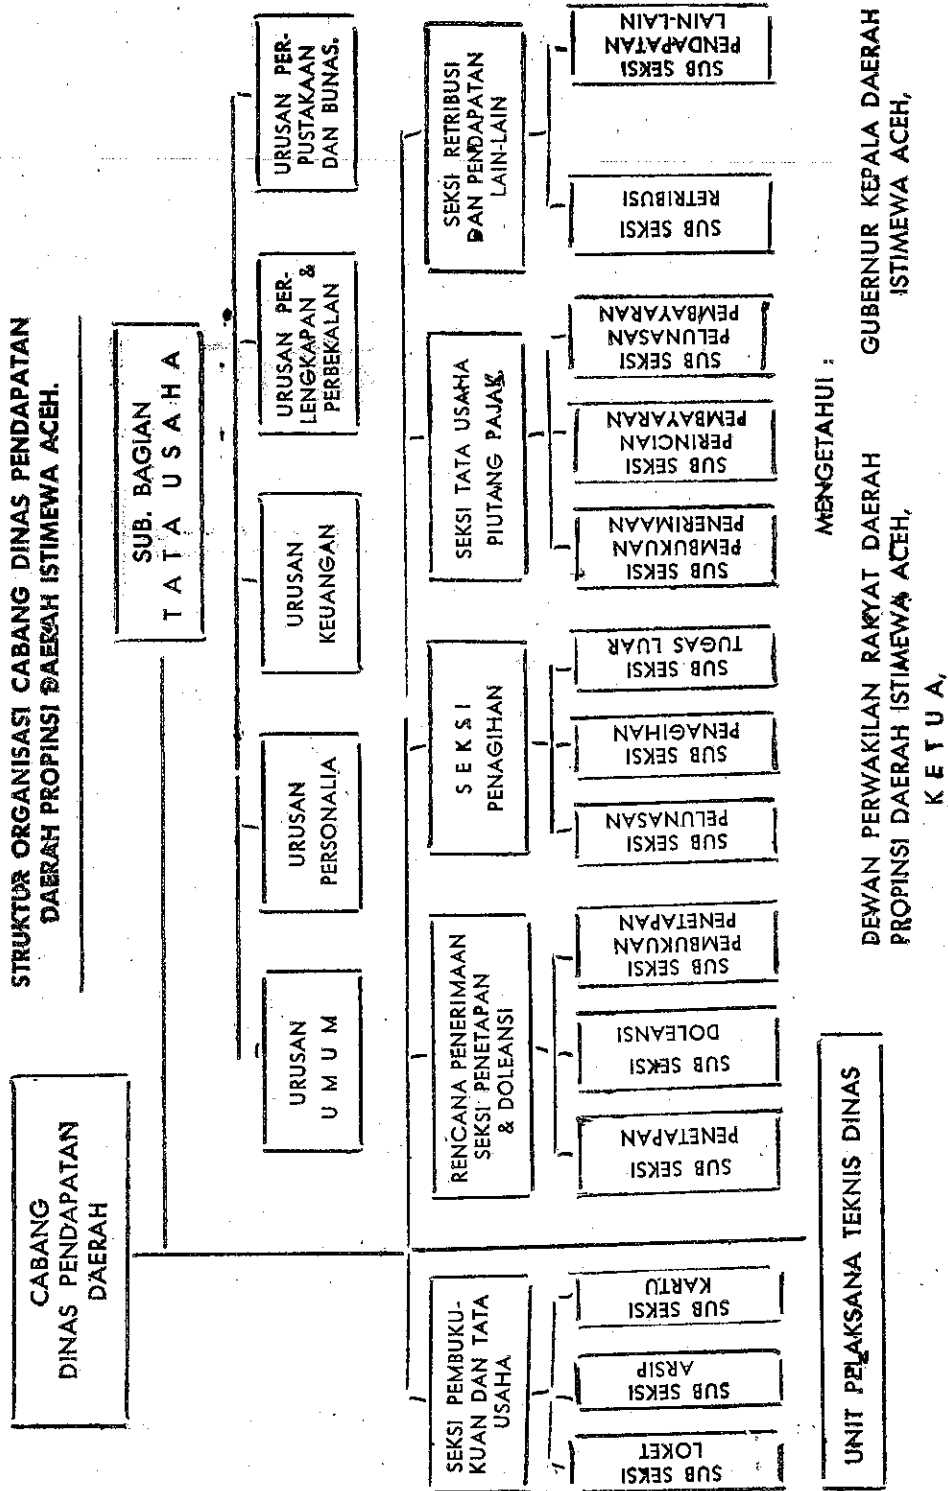 STRUKTUR ORGANISASI CABANG DINAS PENDAPATAN
DAERAH PROPINSI DAERAH ISTIMEWA ACEH.
CABANG
DINAS PENDAPATAN
DAERAH
SUB. BAGIAN
T A T A U S A H A
URUSAN
U M U M
URUSAN
PERSONALIA
URUSAN
KEUANGAN
URUSAN PER-
LENGKAPAN &
PERBEKALAN
URUSAN PER-
PUSTAKAAN
DAN BUNAS.
SEKSI PEMBUKU-
KUAN DAN TATA
USAHA
RENCANA PENERIMAAN
SEKSI PENETAPAN
& DOLEANSI
S E K S I
PENAGIHAN
SEKSI TATA USAHA
PIUTANG PAJAK.
SEKSI RETRIBUSI
DAN PENDAPATAN
LAIN-LAIN
SUB SEKSI
LOKET
SUB SEKSI
ARSIP
SUB SEKSI
KARTU
SUB SEKSI
PENETAPAN
SUB SEKSI
DOLEANSI
SUB SEKSI
PEMBUKUAN
PENETAPAN
SUB SEKSI
PELUNASAN
SUB SEKSI
PENAGIHAN
SUB SEKSI
TUGAS LUAR
SUB SEKSI
PEMBUKUAN
PENERIMAAN
SUB SEKSI
PERINCIAN
PEMBAYARAN
SUB SEKSI
PELUNASAN
PEMBAYARAN
SUB SEKSI
RETRIBUSI
SUB SEKSI
PENDAPATAN
LAIN-LAIN
UNIT PELAKSANA TEKNIS DINAS
MENGETAHUI :
DEWAN PERWAKILAN RAKYAT DAERAH
PROPINSI DAERAH ISTIMEWA ACEH,
K E T U A,
GUBERNUR KEPALA DAERAH
ISTIMEWA ACEH,